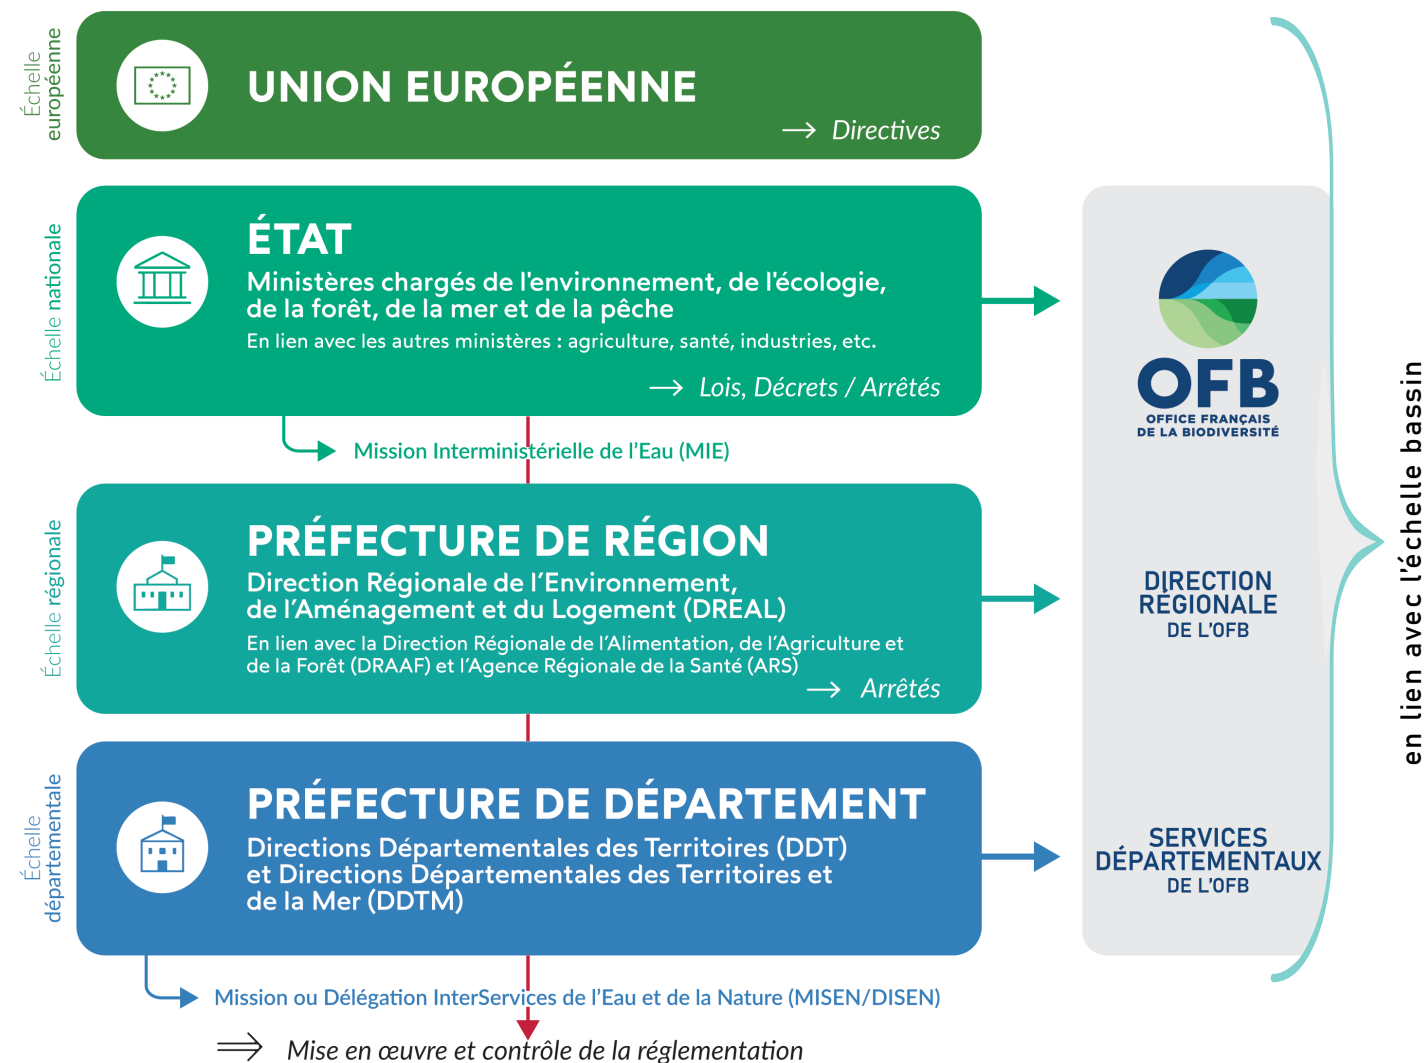 Échelle
européenne
UNION EUROPÉENNE
→ Directives
Échelle nationale
ÉTAT
Ministères chargés de l'environnement, de l'écologie,
de la forêt, de la mer et de la pêche
En lien avec les autres ministères : agriculture, santé, industries, etc.
→ Lois, Décrets / Arrêtés
Mission Interministérielle de l'Eau (MIE)
Échelle régionale
PRÉFECTURE DE RÉGION
Direction Régionale de l'Environnement,
de l'Aménagement et du Logement (DREAL)
En lien avec la Direction Régionale de l'Alimentation, de l'Agriculture et
de la Forêt (DRAAF) et l'Agence Régionale de la Santé (ARS)
→ Arrêtés
Échelle
départementale
PRÉFECTURE DE DÉPARTEMENT
Directions Départementales des Territoires (DDT)
et Directions Départementales des Territoires et
de la Mer (DDTM)
Mission ou Délégation InterServices de l'Eau et de la Nature (MISEN/DISEN)
⇒ Mise en œuvre et contrôle de la réglementation
OFB
OFFICE FRANÇAIS
DE LA BIODIVERSITÉ
DIRECTION
RÉGIONALE
DE L'OFB
SERVICES
DÉPARTEMENTAUX
DE L'OFB
en lien avec l'échelle bassin